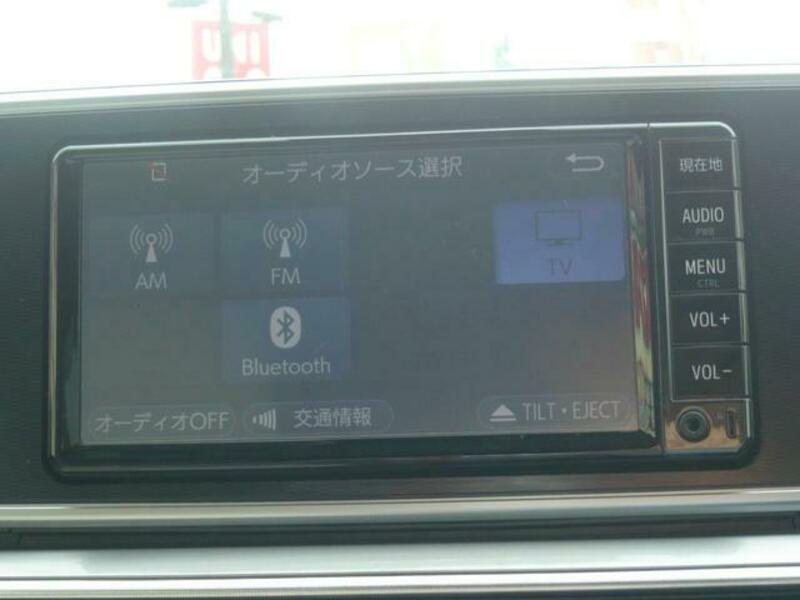 オーディオソース選択
AM
FM
TV
Bluetooth
オーディオOFF
交通情報
TILT・EJECT
現在地
AUDIO
PWR
MENU
CTRL
VOL+
VOL-